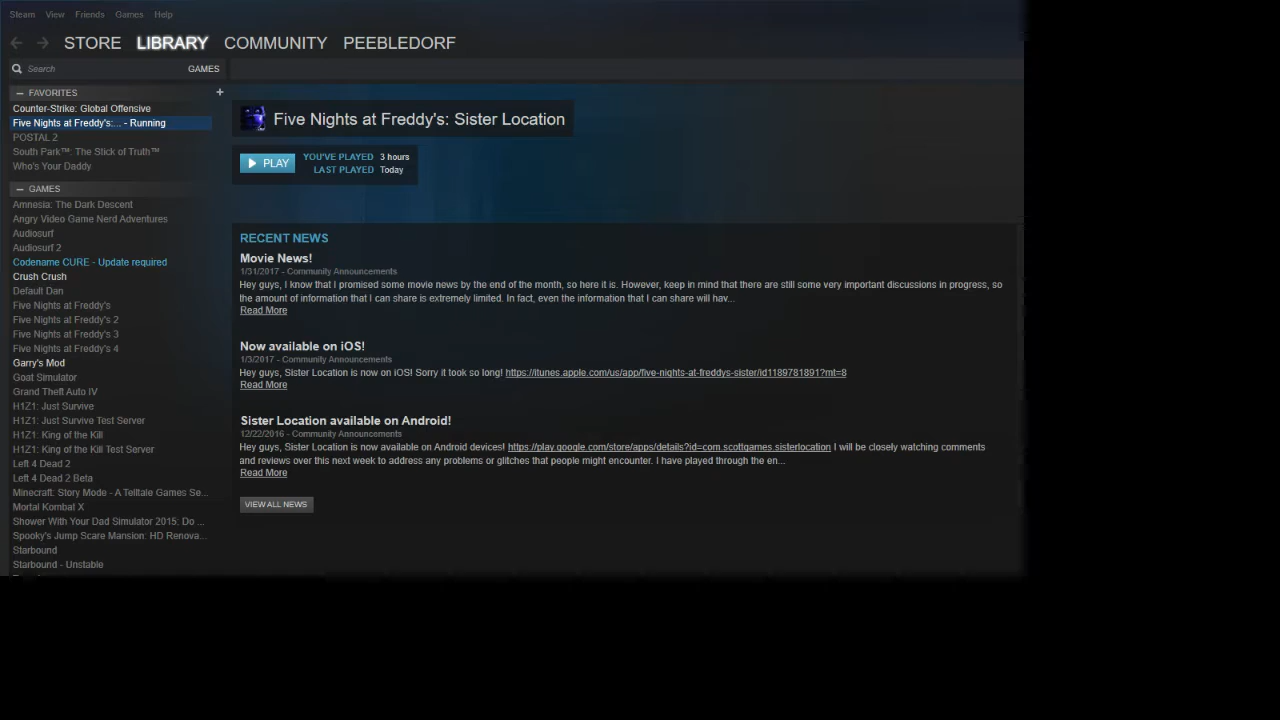 Steam View Friends Games Help
STORE LIBRARY COMMUNITY PEEBLEDORF
Search GAMES
FAVORITES +
Counter-Strike: Global Offensive
Five Nights at Freddy's:... - Running
POSTAL 2
South Park™: The Stick of Truth™
Who's Your Daddy
GAMES
Amnesia: The Dark Descent
Angry Video Game Nerd Adventures
Audiosurf
Audiosurf 2
Codename CURE - Update required
Crush Crush
Default Dan
Five Nights at Freddy's
Five Nights at Freddy's 2
Five Nights at Freddy's 3
Five Nights at Freddy's 4
Garry's Mod
Goat Simulator
Grand Theft Auto IV
H1Z1: Just Survive
H1Z1: Just Survive Test Server
H1Z1: King of the Kill
H1Z1: King of the Kill Test Server
Left 4 Dead 2
Left 4 Dead 2 Beta
Minecraft: Story Mode - A Telltale Games Se...
Mortal Kombat X
Shower With Your Dad Simulator 2015: Do ...
Spooky's Jump Scare Mansion: HD Renova...
Starbound
Starbound - Unstable
Five Nights at Freddy's: Sister Location
PLAY
YOU'VE PLAYED 3 hours
LAST PLAYED Today
RECENT NEWS
Movie News!
1/31/2017 - Community Announcements
Hey guys, I know that I promised some movie news by the end of the month, so here it is. However, keep in mind that there are still some very important discussions in progress, so
the amount of information that I can share is extremely limited. In fact, even the information that I can share will hav...
Read More
Now available on iOS!
1/3/2017 - Community Announcements
Hey guys, Sister Location is now on iOS! Sorry it took so long! https://itunes.apple.com/us/app/five-nights-at-freddys-sister/id1189781891?mt=8
Read More
Sister Location available on Android!
12/22/2016 - Community Announcements
Hey guys, Sister Location is now available on Android devices! https://play.google.com/store/apps/details?id=com.scottgames.sisterlocation I will be closely watching comments
and reviews over this next week to address any problems or glitches that people might encounter. I have played through the en...
Read More
VIEW ALL NEWS